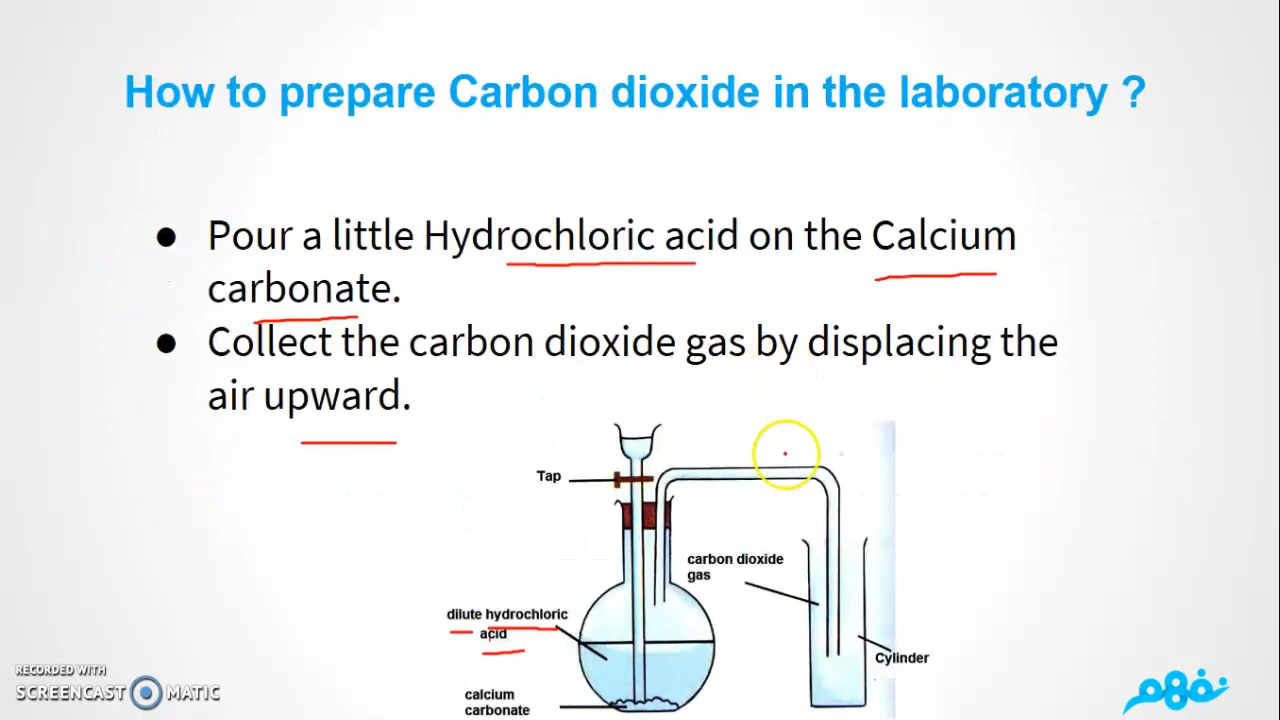 How to prepare Carbon dioxide in the laboratory ?
● Pour a little Hydrochloric acid on the Calcium
carbonate.
● Collect the carbon dioxide gas by displacing the
air upward.
Tap
carbon dioxide
gas
dilute hydrochloric
acid
Cylinder
calcium
carbonate
RECORDED WITH
SCREENCAST MATIC
نفهم